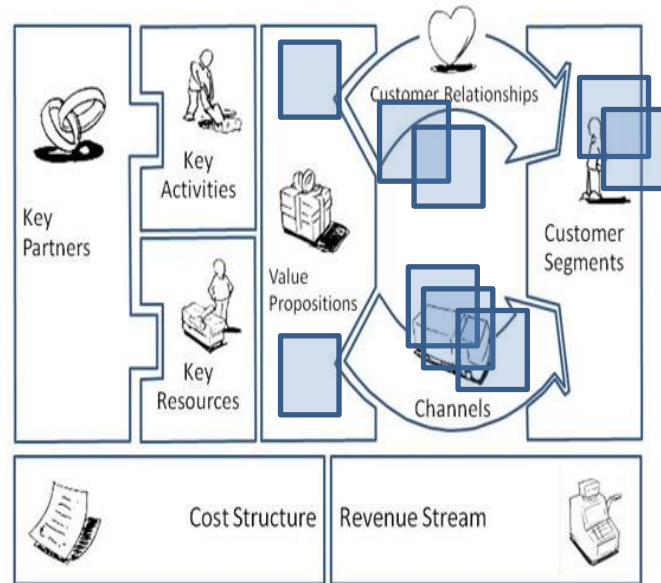 Key
Partners
Key
Activities
Key
Resources
Value
Propositions
Customer Relationships
Channels
Customer
Segments
Cost Structure
Revenue Stream